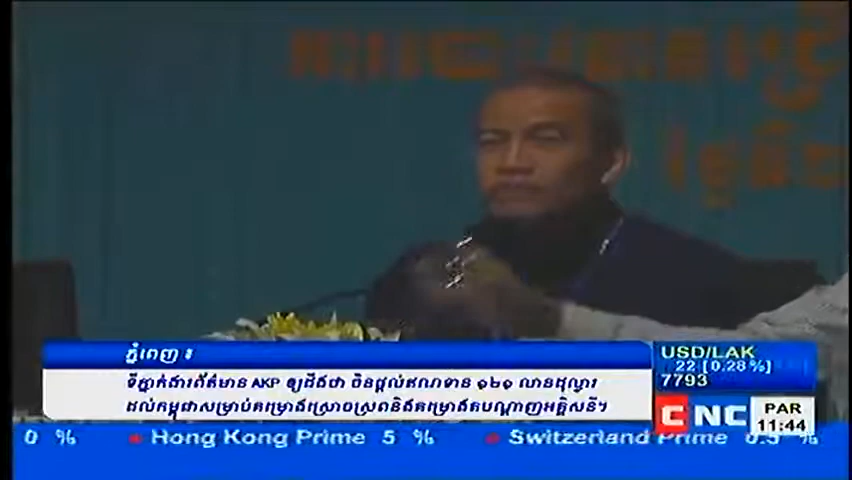 ភ្នំពេញ ៖
ទីភ្នាក់ងារព័ត៌មាន AKP ឲ្យដឹងថា ចិនផ្តល់ឥណទាន ១២១ លានដុល្លារ
ដល់កម្ពុជាសម្រាប់គម្រោងស្រោចស្រពនិងគម្រោងតបណ្តាញអគ្គិសនី។
USD/LAK
22 [0.28%]
7793
CNC
PAR
11:44
0 % Hong Kong Prime 5 % Switzerland Prime 0.5 %